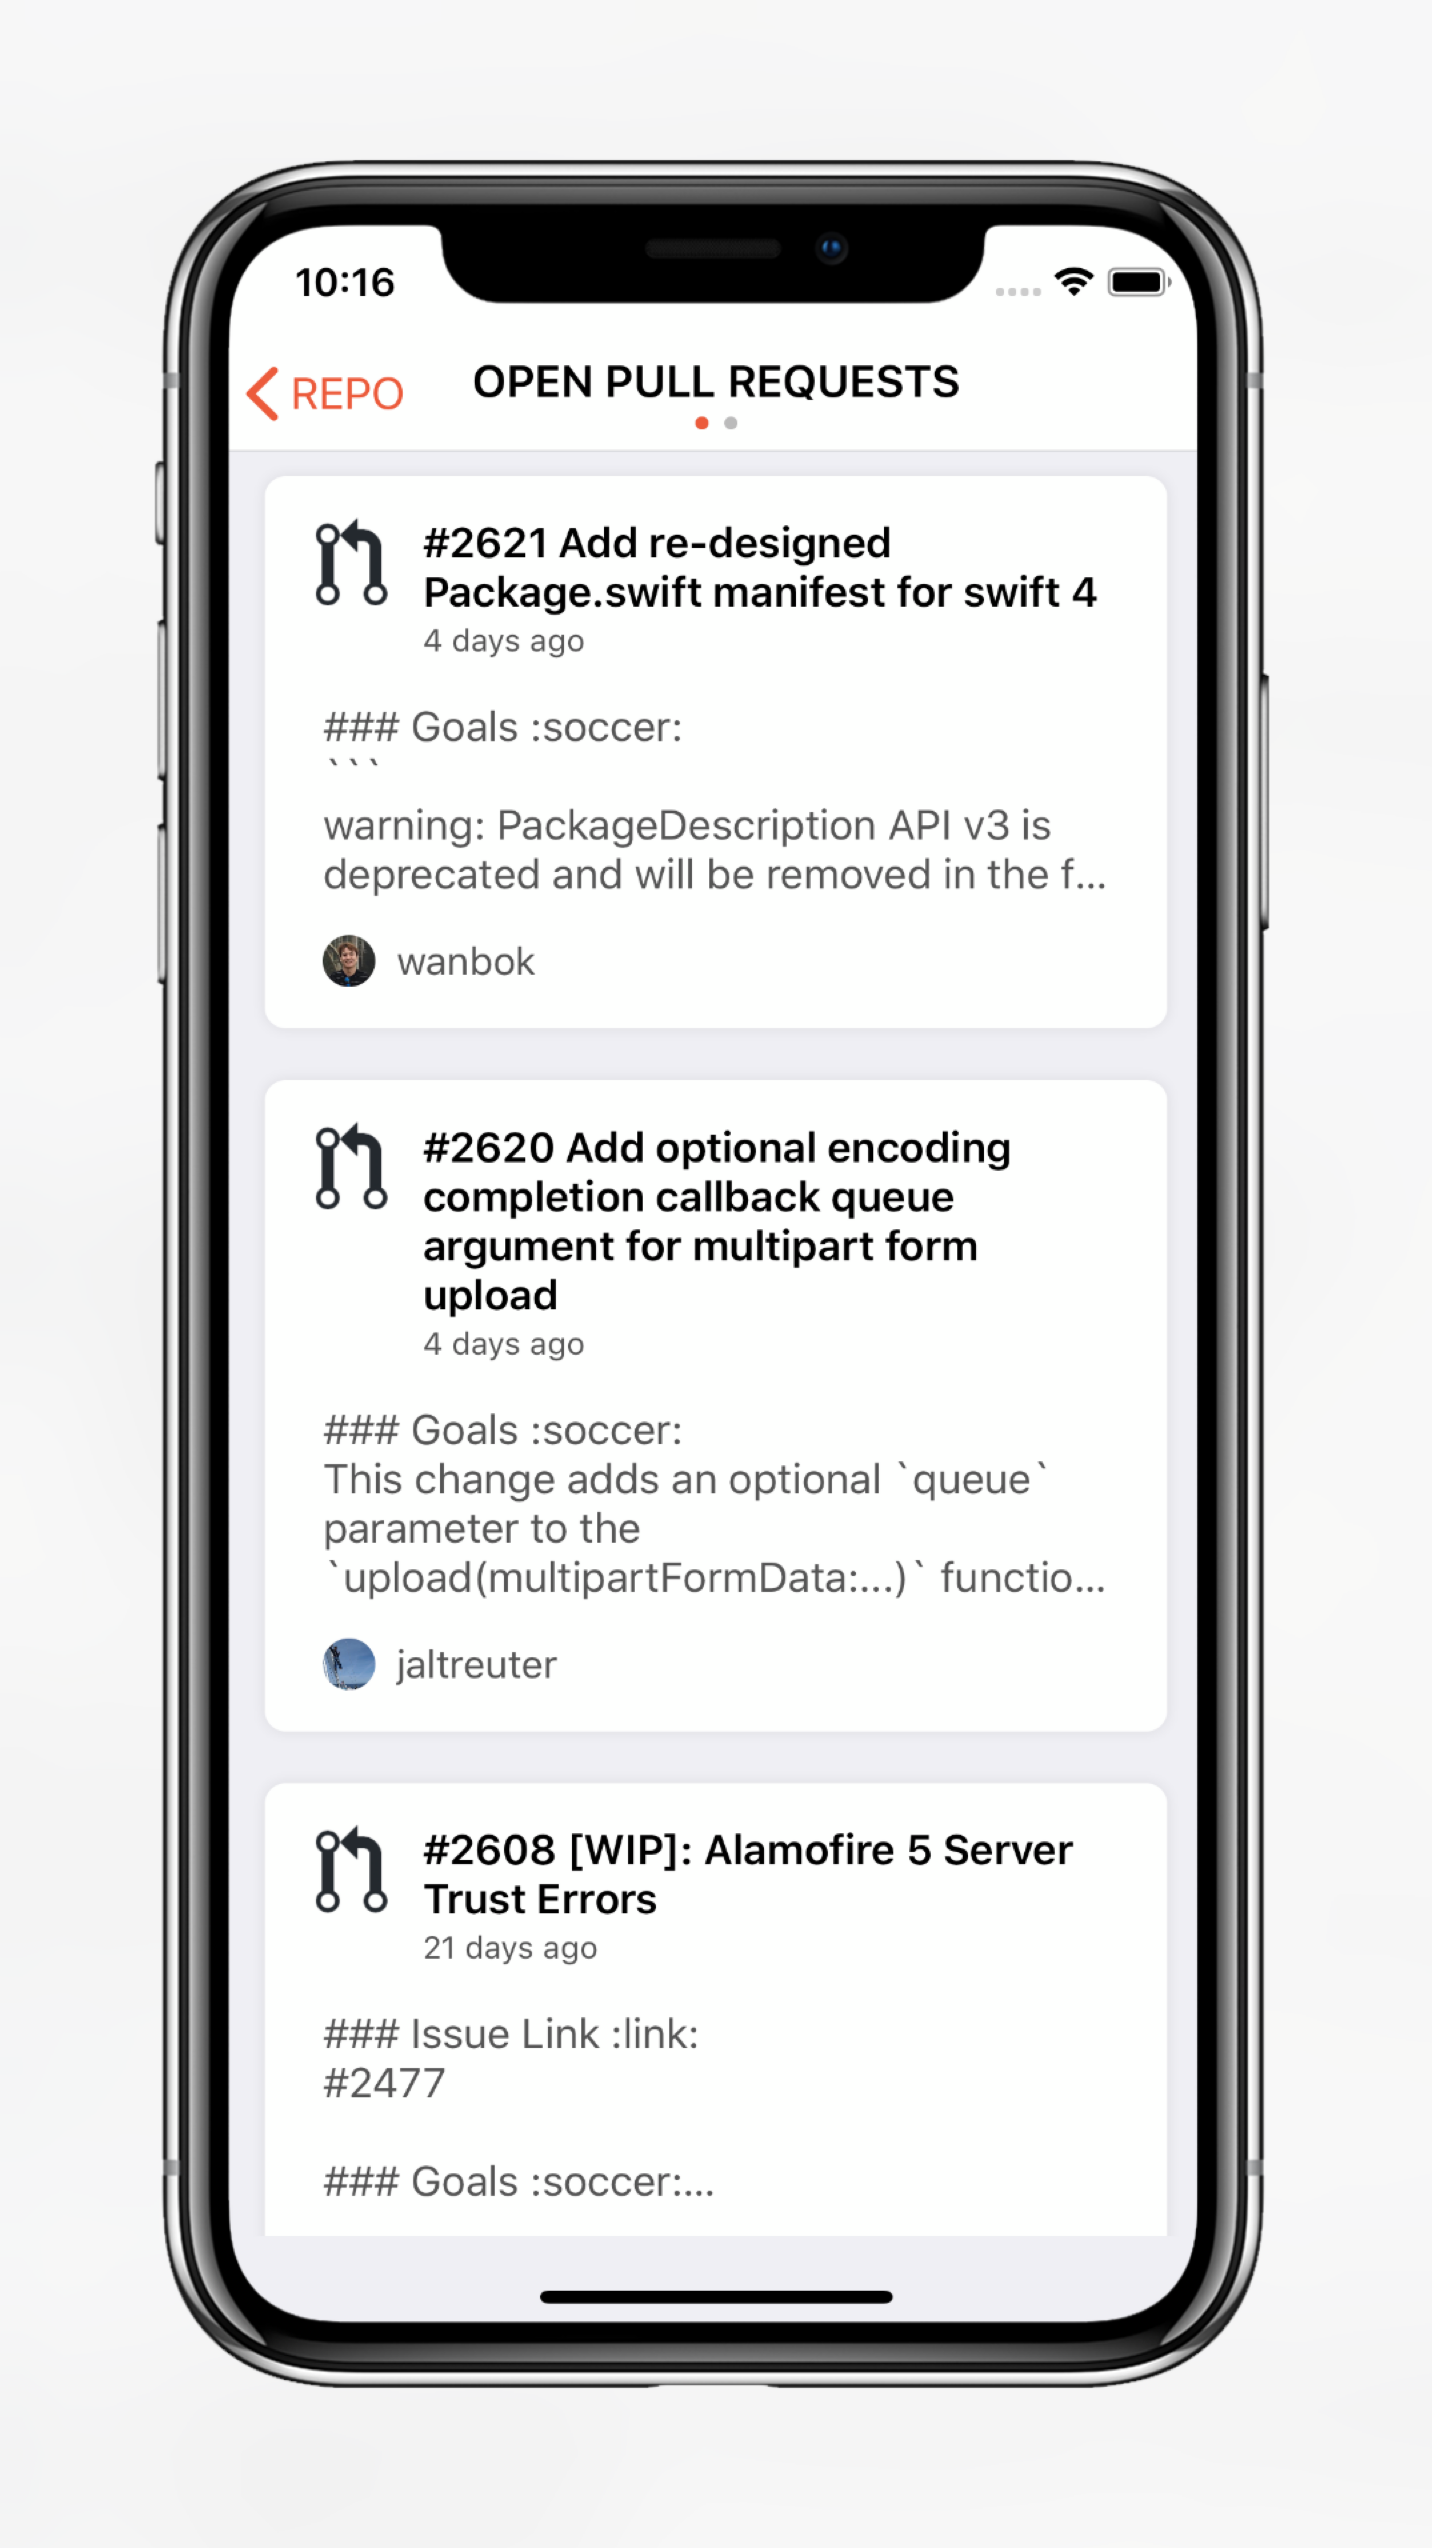 10:16
REPO
OPEN PULL REQUESTS
#2621 Add re-designed
Package.swift manifest for swift 4
4 days ago
### Goals :soccer:
```
warning: PackageDescription API v3 is
deprecated and will be removed in the f...
wanbok
#2620 Add optional encoding
completion callback queue
argument for multipart form
upload
4 days ago
### Goals :soccer:
This change adds an optional `queue`
parameter to the
`upload(multipartFormData:...)` functio...
jaltreuter
#2608 [WIP]: Alamofire 5 Server
Trust Errors
21 days ago
### Issue Link :link:
#2477
### Goals :soccer:...